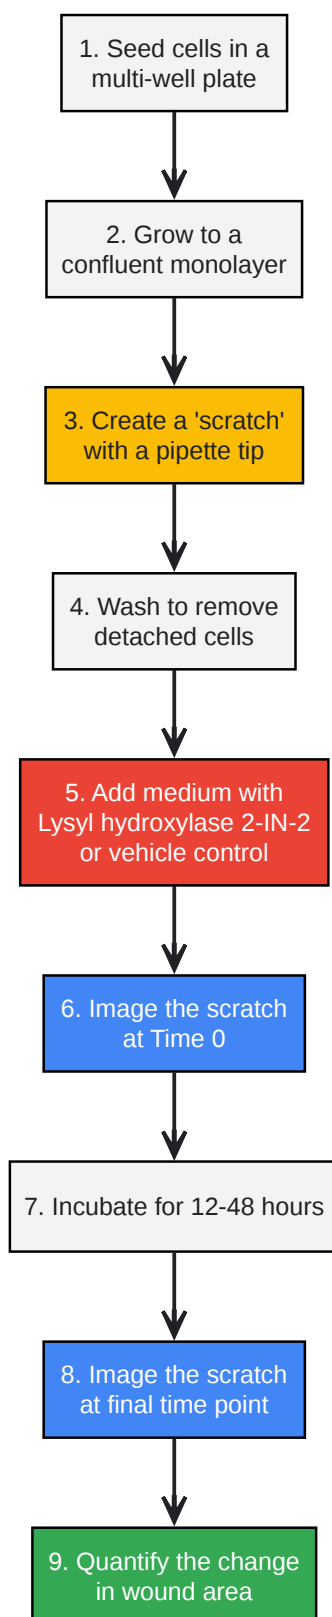 1. Seed cells in a
multi-well plate
2. Grow to a
confluent monolayer
3. Create a 'scratch'
with a pipette tip
4. Wash to remove
detached cells
5. Add medium with
Lysyl hydroxylase 2-IN-2
or vehicle control
6. Image the scratch
at Time 0
7. Incubate for 12-48 hours
8. Image the scratch
at final time point
9. Quantify the change
in wound area